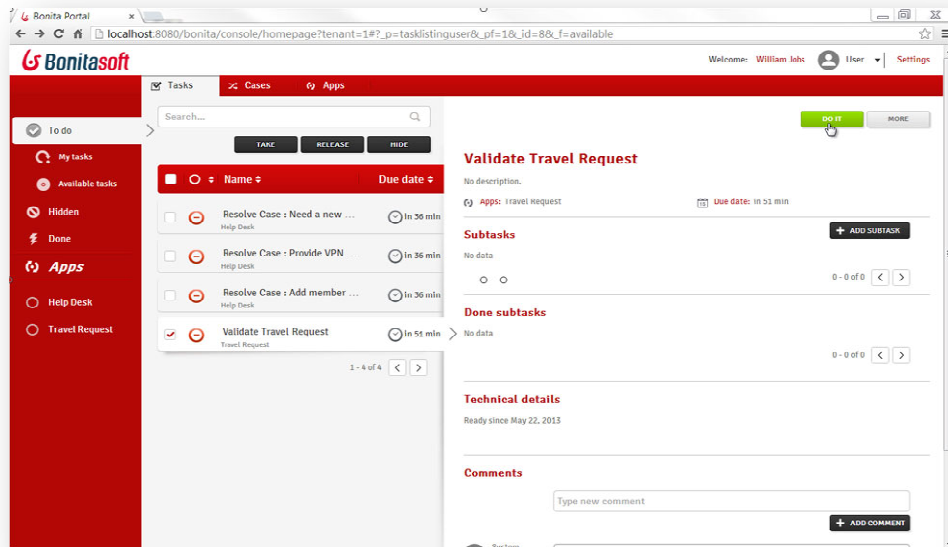 Bonita Portal
localhost:8080/bonita/console/homepage?tenant=1#?_p=tasklistinguser&_pf=1&_id=8&_f=available
Bonitasoft
Welcome: William Jobs User Settings
Tasks Cases Apps
Search...
To do
DO IT MORE
TAKE RELEASE HIDE
My tasks
Validate Travel Request
Name Due date
No description.
Available tasks
Apps: Travel Request Due date: In 51 min
Hidden
Resolve Case : Need a new ... In 36 min
Help Desk
Subtasks
ADD SUBTASK
Done
Resolve Case : Provide VPN In 36 min
Help Desk
No data
Apps
0 - 0 of 0
Help Desk
Resolve Case : Add member ... In 36 min
Help Desk
Done subtasks
Travel Request
Validate Travel Request In 51 min
Travel Request
No data
0 - 0 of 0
1 - 4 of 4
Technical details
Ready since May 22, 2013
Comments
Type new comment
ADD COMMENT